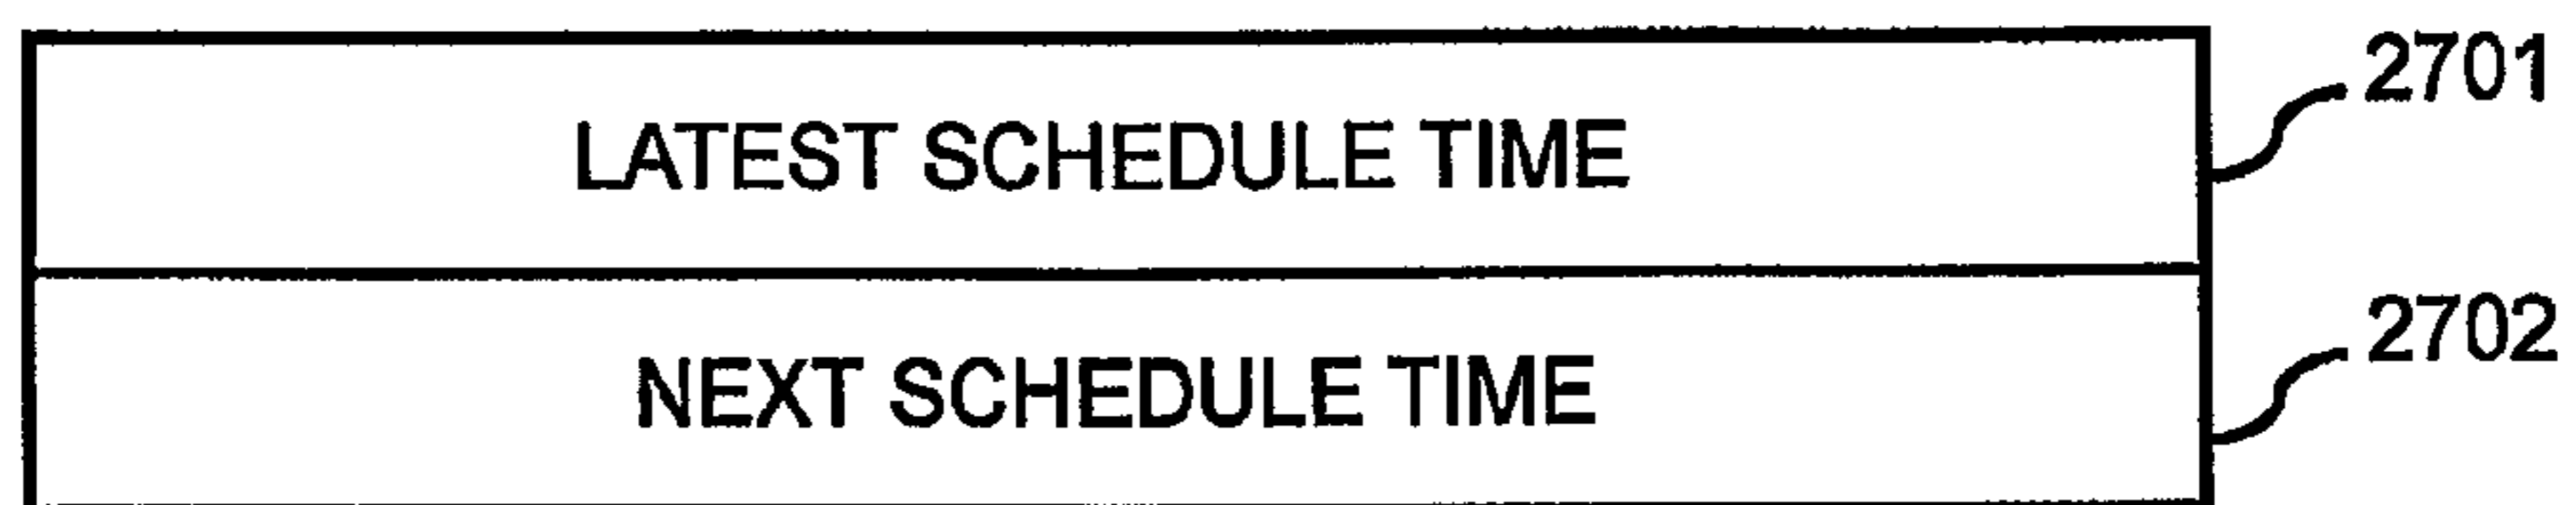 2701
LATEST SCHEDULE TIME
2702
NEXT SCHEDULE TIME